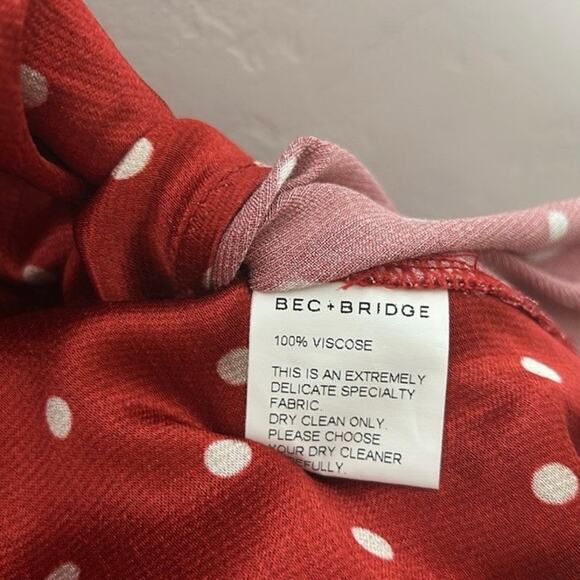 BEC+BRIDGE
100% VISCOSE
THIS IS AN EXTREMELY
DELICATE SPECIALTY
FABRIC.
DRY CLEAN ONLY.
PLEASE CHOOSE
YOUR DRY CLEANER
EFULLY.